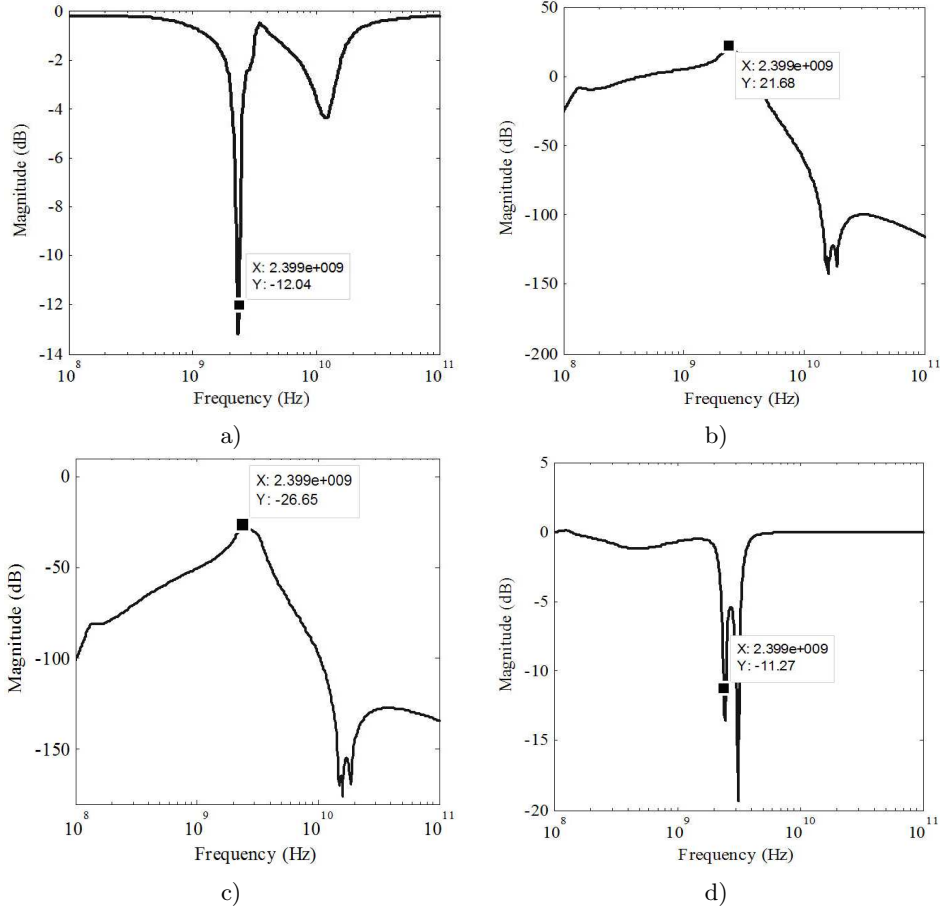 0
-2
-4
-6
-8
-10
-12
-14
Magnitude (dB)
X: 2.399e+009
Y: -12.04
10^8
10^9
10^10
10^11
Frequency (Hz)
a)
50
0
-50
-100
-150
-200
Magnitude (dB)
X: 2.399e+009
Y: 21.68
10^8
10^9
10^10
10^11
Frequency (Hz)
b)
0
-50
-100
-150
Magnitude (dB)
X: 2.399e+009
Y: -26.65
10^8
10^9
10^10
10^11
Frequency (Hz)
c)
5
0
-5
-10
-15
-20
Magnitude (dB)
X: 2.399e+009
Y: -11.27
10^8
10^9
10^10
10^11
Frequency (Hz)
d)